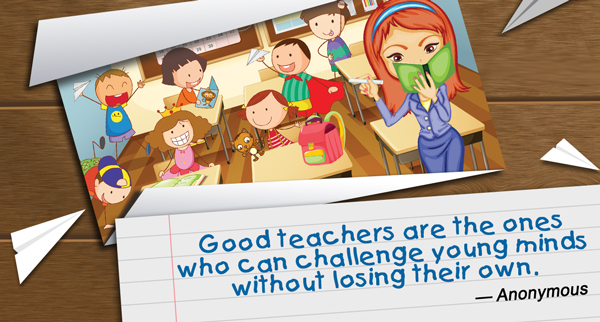 Good teachers are the ones
who can challenge young minds
without losing their own.
— Anonymous